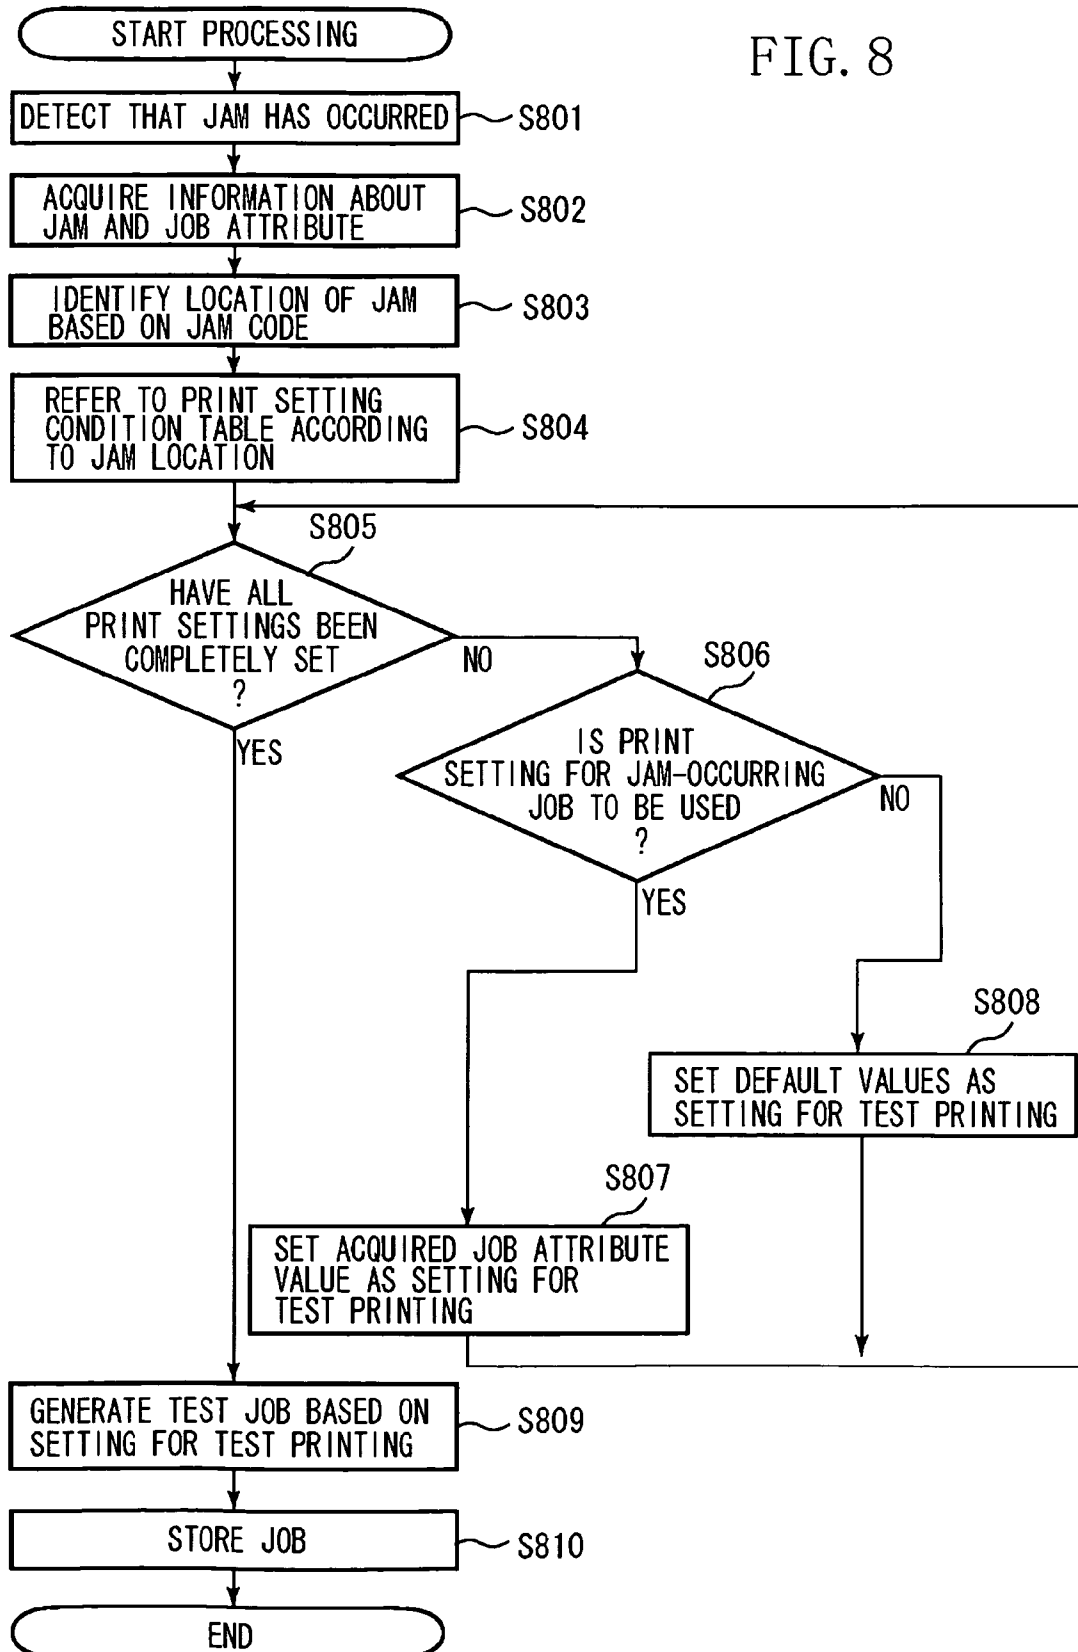 FIG. 8
START PROCESSING
DETECT THAT JAM HAS OCCURRED
S801
ACQUIRE INFORMATION ABOUT
JAM AND JOB ATTRIBUTE
S802
IDENTIFY LOCATION OF JAM
BASED ON JAM CODE
S803
REFER TO PRINT SETTING
CONDITION TABLE ACCORDING
TO JAM LOCATION
S804
S805
HAVE ALL
PRINT SETTINGS BEEN
COMPLETELY SET
?
NO
YES
S806
IS PRINT
SETTING FOR JAM-OCCURRING
JOB TO BE USED
?
NO
YES
S808
SET DEFAULT VALUES AS
SETTING FOR TEST PRINTING
S807
SET ACQUIRED JOB ATTRIBUTE
VALUE AS SETTING FOR
TEST PRINTING
GENERATE TEST JOB BASED ON
SETTING FOR TEST PRINTING
S809
STORE JOB
S810
END